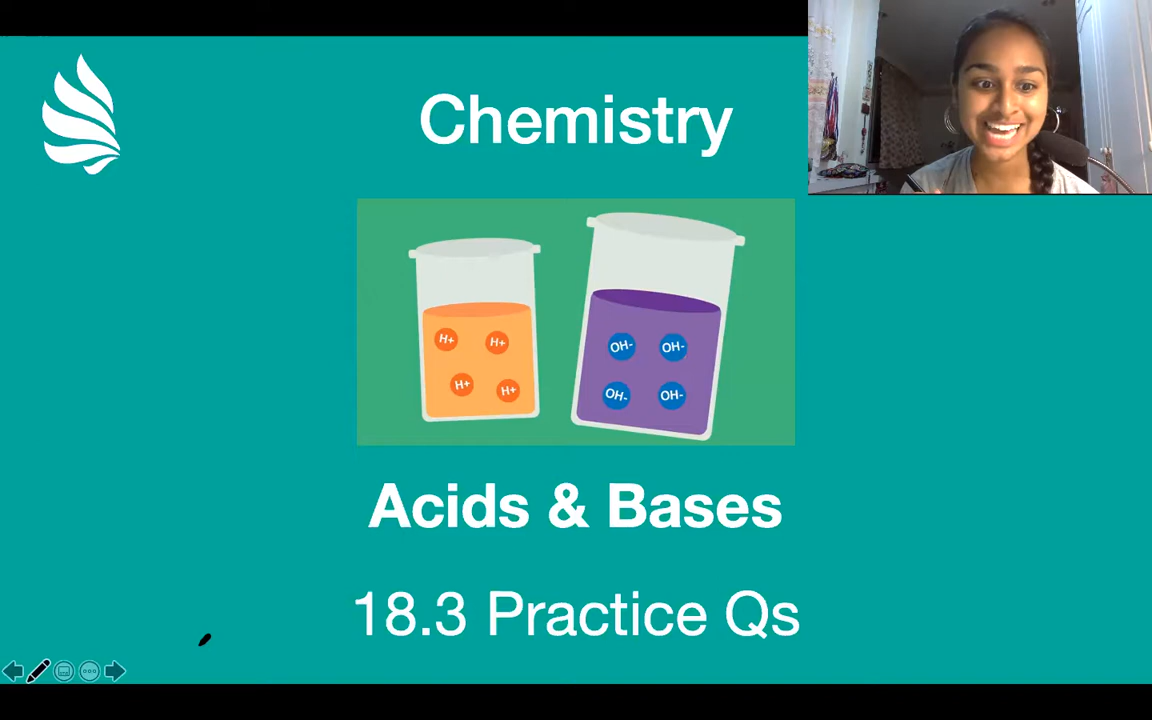 Chemistry
H+ H+
H+ H+
OH- OH-
OH- OH-
Acids & Bases
18.3 Practice Qs